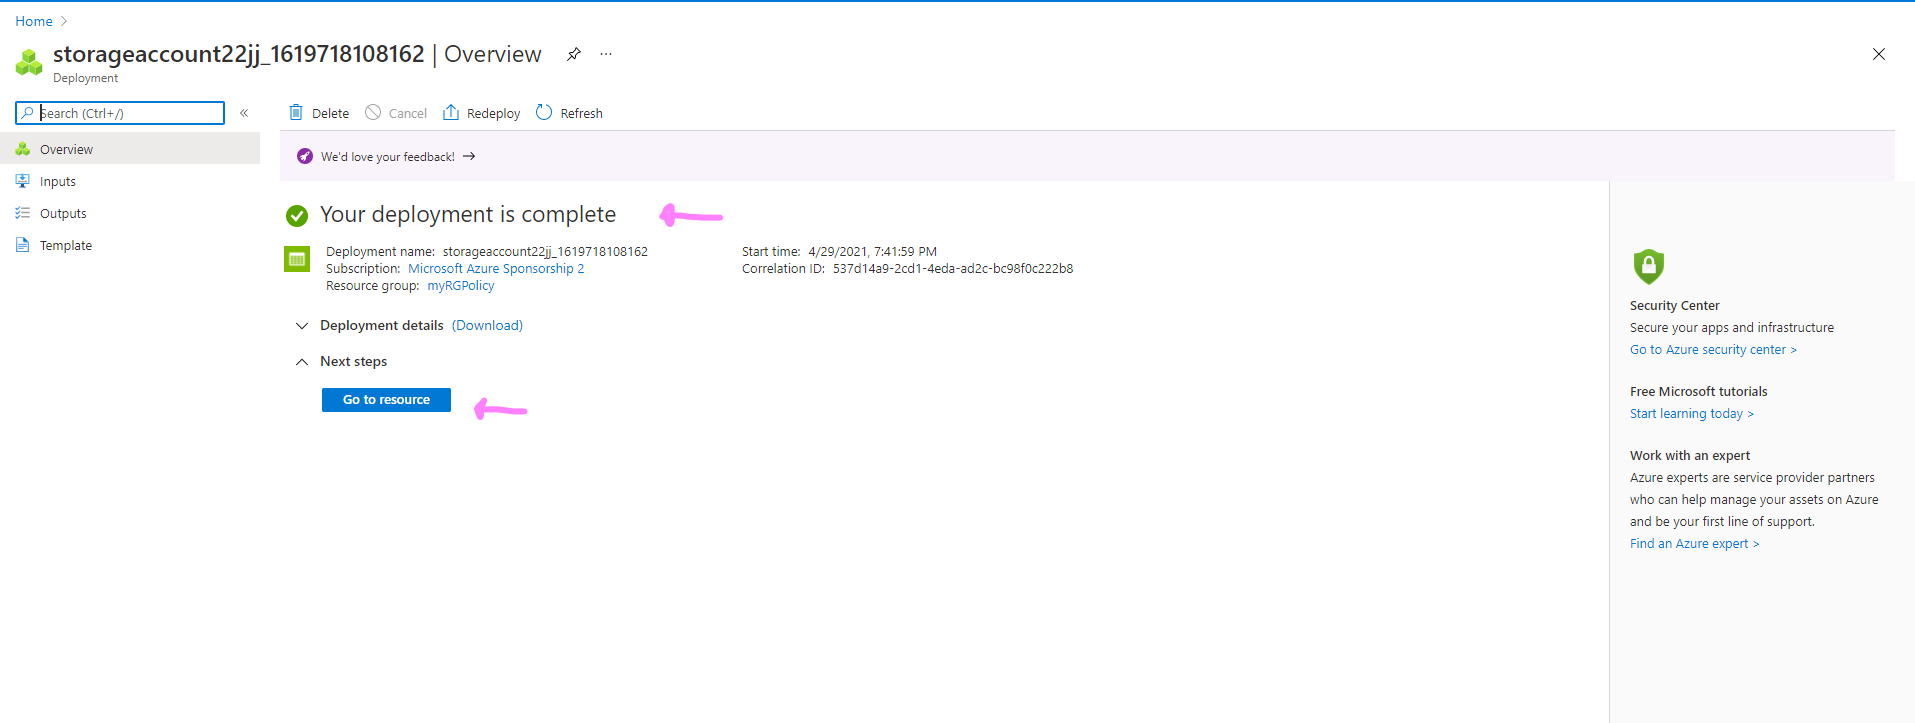 Home >
storageaccount22jj_1619718108162 | Overview ...
Deployment
Search (Ctrl+/) «
Overview
Inputs
Outputs
Template
Delete Cancel Redeploy Refresh
We'd love your feedback! →
Your deployment is complete
Deployment name: storageaccount22jj_1619718108162
Subscription: Microsoft Azure Sponsorship 2
Resource group: myRGPolicy
Start time: 4/29/2021, 7:41:59 PM
Correlation ID: 537d14a9-2cd1-4eda-ad2c-bc98f0c222b8
Deployment details (Download)
Next steps
Go to resource
Security Center
Secure your apps and infrastructure
Go to Azure security center >
Free Microsoft tutorials
Start learning today >
Work with an expert
Azure experts are service provider partners
who can help manage your assets on Azure
and be your first line of support.
Find an Azure expert >